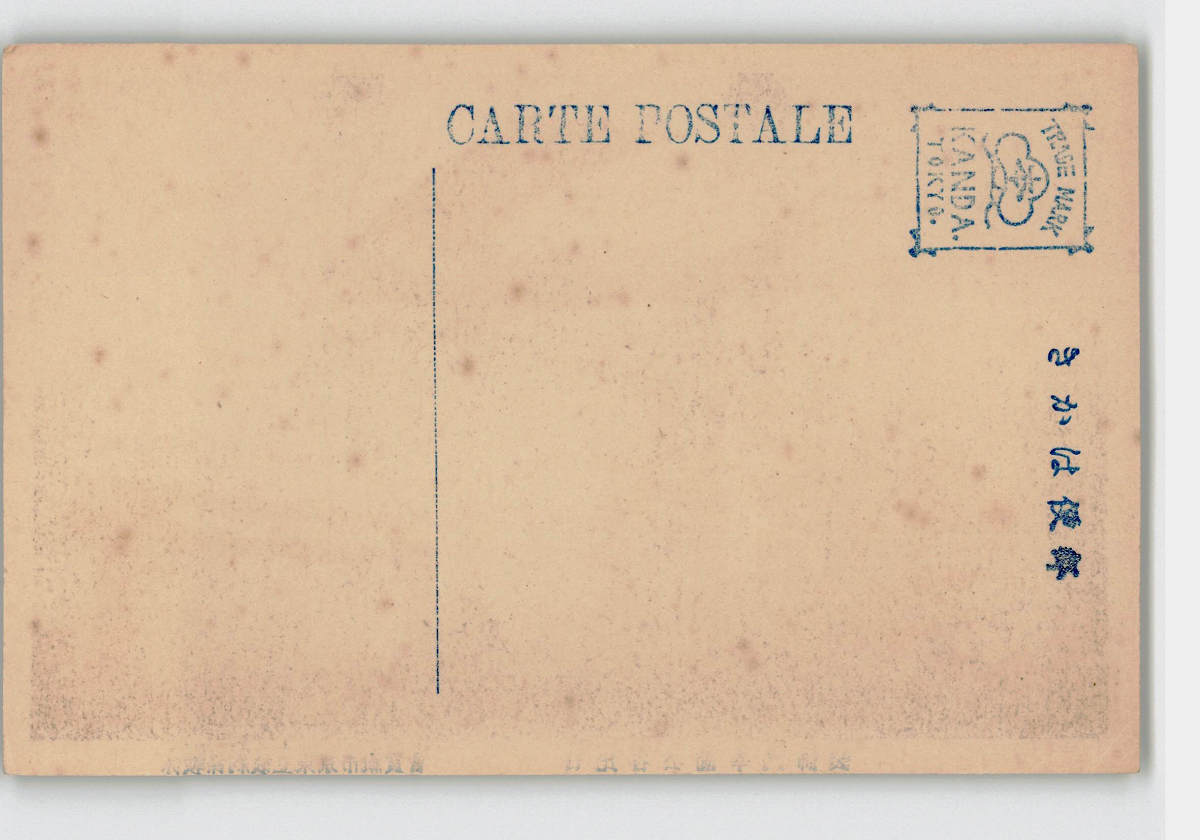 CARTE POSTALE
TRADE MARK
KANDA.
TOKYO.
郵便はかき